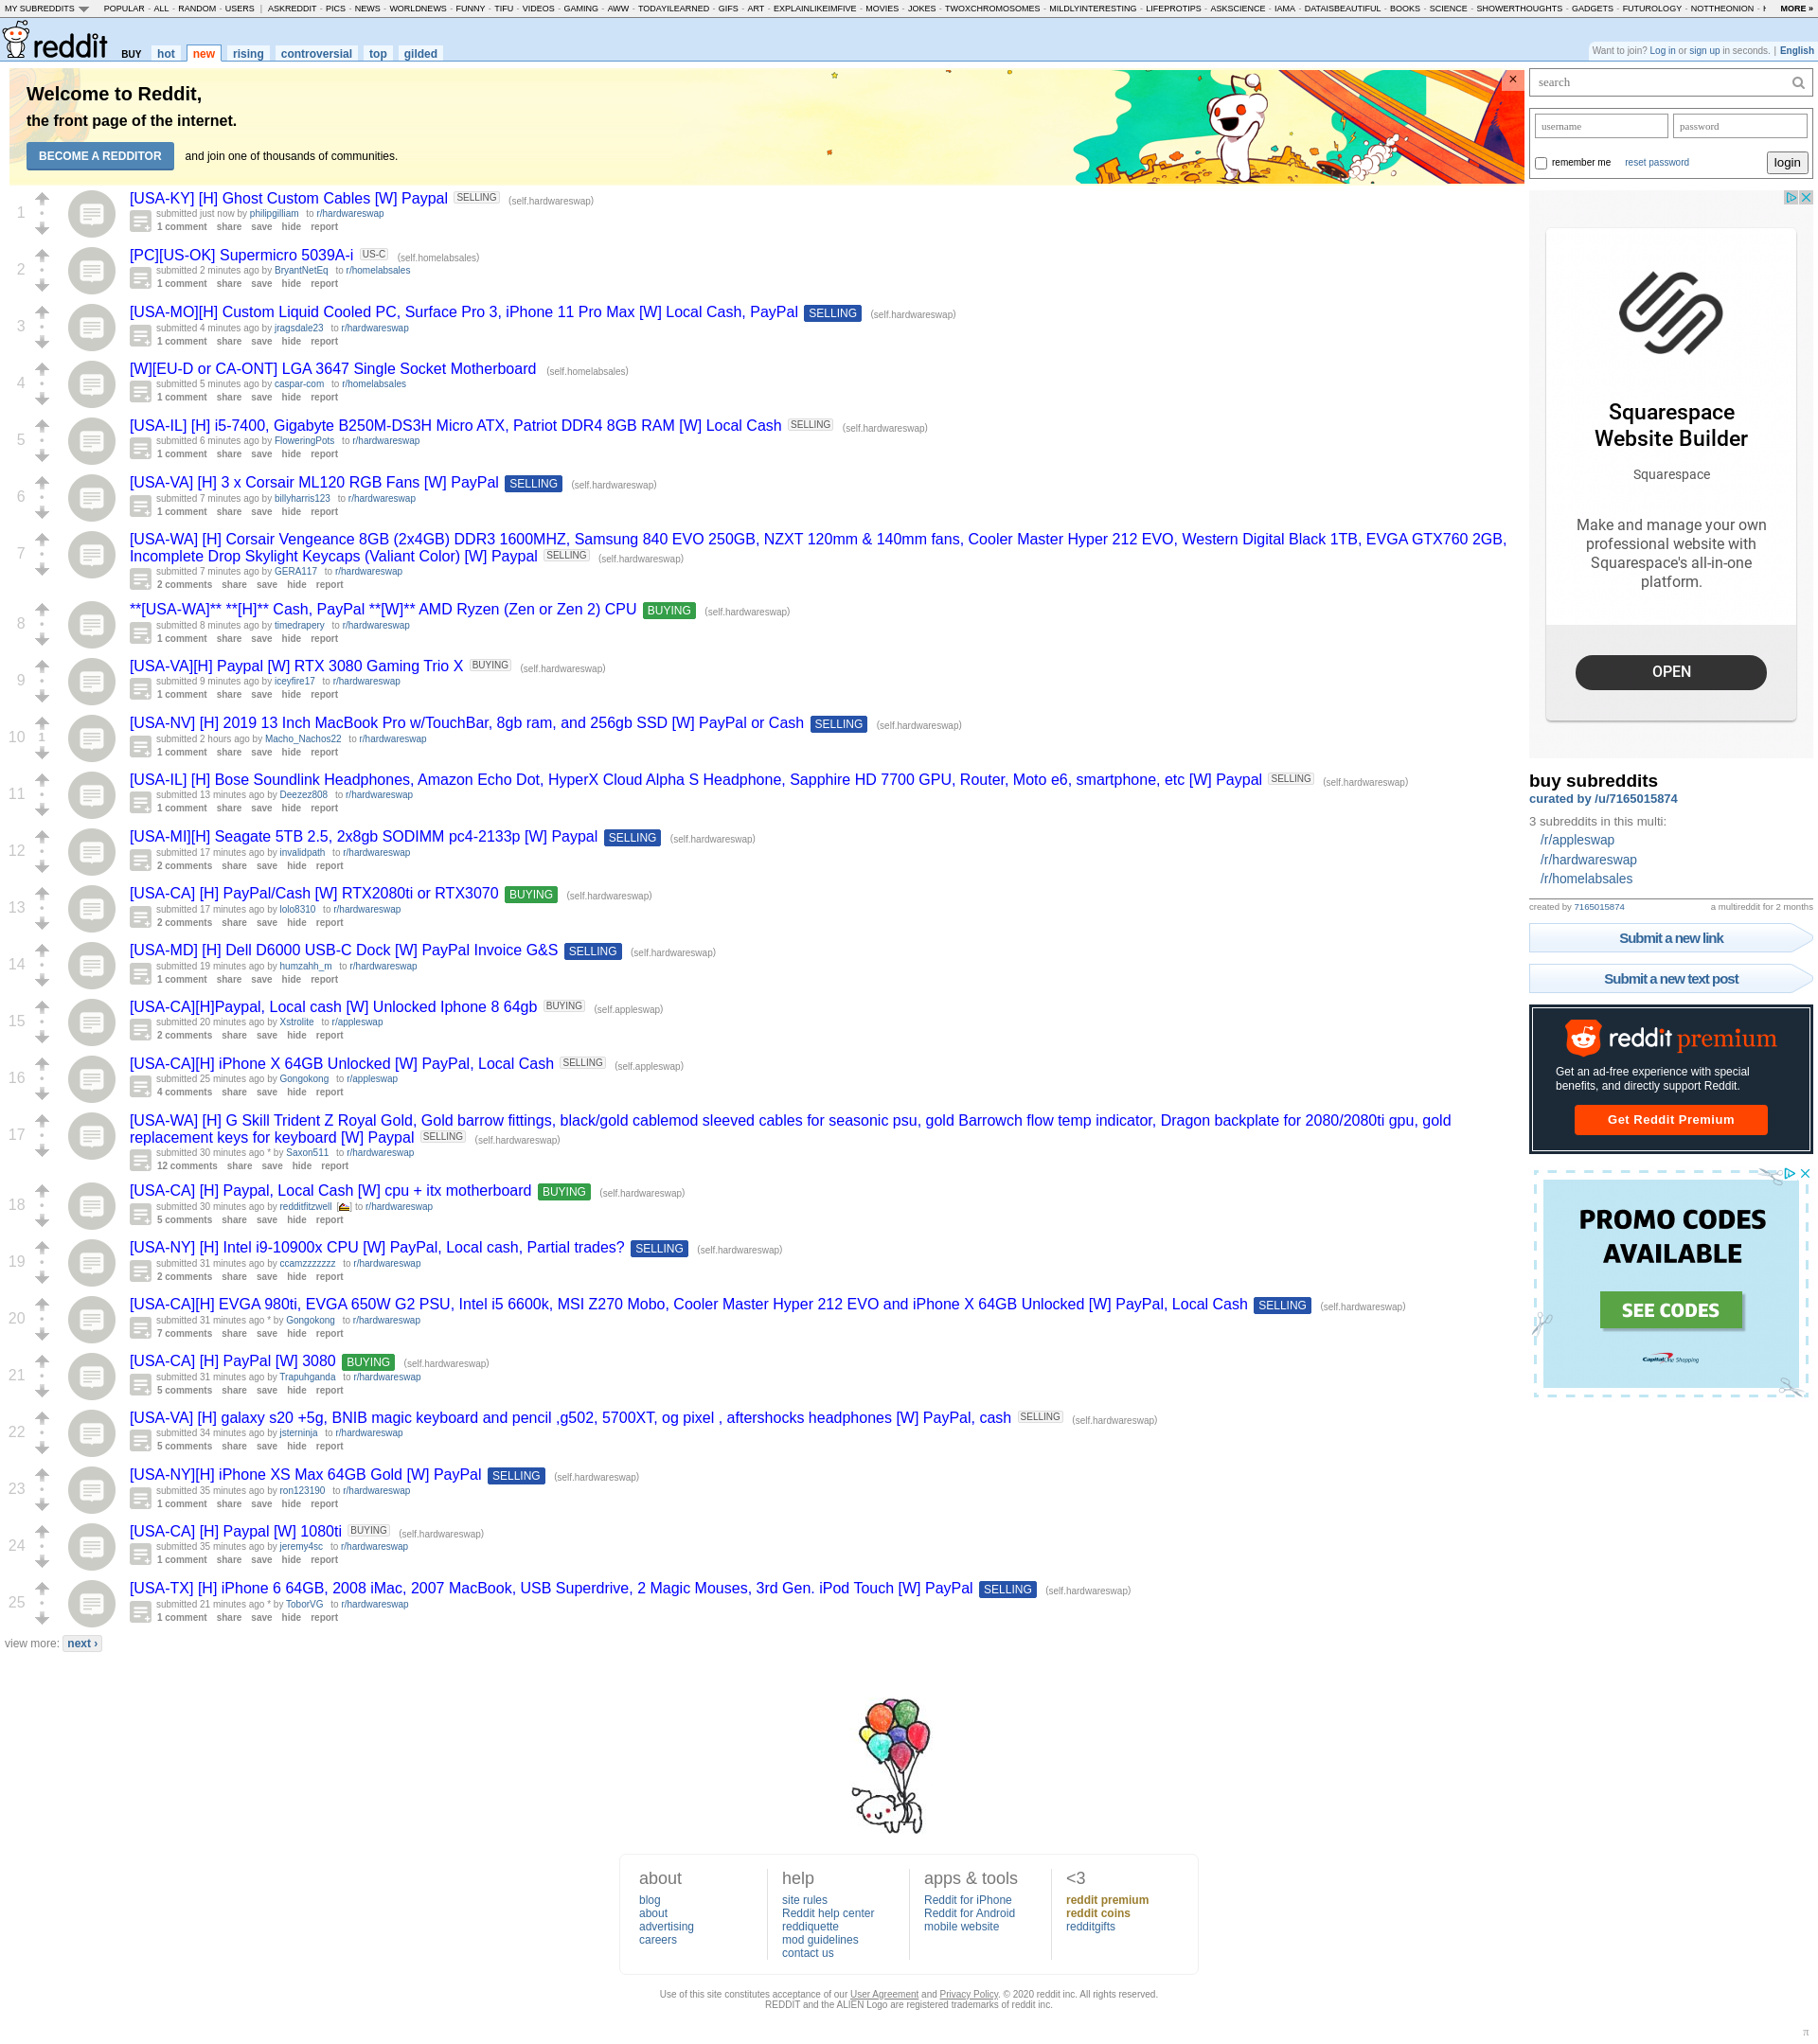 MY SUBREDDITS POPULAR - ALL - RANDOM - USERS | ASKREDDIT - PICS - NEWS - WORLDNEWS - FUNNY - TIFU - VIDEOS - GAMING - AWW - TODAYILEARNED - GIFS - ART - EXPLAINLIKEIMFIVE - MOVIES - JOKES - TWOXCHROMOSOMES - MILDLYINTERESTING - LIFEPROTIPS - ASKSCIENCE - IAMA - DATAISBEAUTIFUL - BOOKS - SCIENCE - SHOWERTHOUGHTS - GADGETS - FUTUROLOGY - NOTTHEONION - MORE »
reddit BUY hot new rising controversial top gilded
Want to join? Log in or sign up in seconds. | English
Welcome to Reddit,
the front page of the internet.
BECOME A REDDITOR and join one of thousands of communities.
1
[USA-KY] [H] Ghost Custom Cables [W] Paypal SELLING (self.hardwareswap)
submitted just now by philipgilliam to r/hardwareswap
1 comment share save hide report
2
[PC][US-OK] Supermicro 5039A-i US-C (self.homelabsales)
submitted 2 minutes ago by BryantNetEq to r/homelabsales
1 comment share save hide report
3
[USA-MO][H] Custom Liquid Cooled PC, Surface Pro 3, iPhone 11 Pro Max [W] Local Cash, PayPal SELLING (self.hardwareswap)
submitted 4 minutes ago by jragsdale23 to r/hardwareswap
1 comment share save hide report
4
[W][EU-D or CA-ONT] LGA 3647 Single Socket Motherboard (self.homelabsales)
submitted 5 minutes ago by caspar-com to r/homelabsales
1 comment share save hide report
5
[USA-IL] [H] i5-7400, Gigabyte B250M-DS3H Micro ATX, Patriot DDR4 8GB RAM [W] Local Cash SELLING (self.hardwareswap)
submitted 6 minutes ago by FloweringPots to r/hardwareswap
1 comment share save hide report
6
[USA-VA] [H] 3 x Corsair ML120 RGB Fans [W] PayPal SELLING (self.hardwareswap)
submitted 7 minutes ago by billyharris123 to r/hardwareswap
1 comment share save hide report
7
[USA-WA] [H] Corsair Vengeance 8GB (2x4GB) DDR3 1600MHZ, Samsung 840 EVO 250GB, NZXT 120mm & 140mm fans, Cooler Master Hyper 212 EVO, Western Digital Black 1TB, EVGA GTX760 2GB,
Incomplete Drop Skylight Keycaps (Valiant Color) [W] Paypal SELLING (self.hardwareswap)
submitted 7 minutes ago by GERA117 to r/hardwareswap
2 comments share save hide report
8
**[USA-WA]** **[H]** Cash, PayPal **[W]** AMD Ryzen (Zen or Zen 2) CPU BUYING (self.hardwareswap)
submitted 8 minutes ago by timedrapery to r/hardwareswap
1 comment share save hide report
9
[USA-VA][H] Paypal [W] RTX 3080 Gaming Trio X BUYING (self.hardwareswap)
submitted 9 minutes ago by iceyfire17 to r/hardwareswap
1 comment share save hide report
10 1
[USA-NV] [H] 2019 13 Inch MacBook Pro w/TouchBar, 8gb ram, and 256gb SSD [W] PayPal or Cash SELLING (self.hardwareswap)
submitted 2 hours ago by Macho_Nachos22 to r/hardwareswap
1 comment share save hide report
11
[USA-IL] [H] Bose Soundlink Headphones, Amazon Echo Dot, HyperX Cloud Alpha S Headphone, Sapphire HD 7700 GPU, Router, Moto e6, smartphone, etc [W] Paypal SELLING (self.hardwareswap)
submitted 13 minutes ago by Deezez808 to r/hardwareswap
1 comment share save hide report
12
[USA-MI][H] Seagate 5TB 2.5, 2x8gb SODIMM pc4-2133p [W] Paypal SELLING (self.hardwareswap)
submitted 17 minutes ago by invalidpath to r/hardwareswap
2 comments share save hide report
13
[USA-CA] [H] PayPal/Cash [W] RTX2080ti or RTX3070 BUYING (self.hardwareswap)
submitted 17 minutes ago by lolo8310 to r/hardwareswap
2 comments share save hide report
14
[USA-MD] [H] Dell D6000 USB-C Dock [W] PayPal Invoice G&S SELLING (self.hardwareswap)
submitted 19 minutes ago by humzahh_m to r/hardwareswap
1 comment share save hide report
15
[USA-CA][H]Paypal, Local cash [W] Unlocked Iphone 8 64gb BUYING (self.appleswap)
submitted 20 minutes ago by Xstrolite to r/appleswap
2 comments share save hide report
16
[USA-CA][H] iPhone X 64GB Unlocked [W] PayPal, Local Cash SELLING (self.appleswap)
submitted 25 minutes ago by Gongokong to r/appleswap
4 comments share save hide report
17
[USA-WA] [H] G Skill Trident Z Royal Gold, Gold barrow fittings, black/gold cablemod sleeved cables for seasonic psu, gold Barrowch flow temp indicator, Dragon backplate for 2080/2080ti gpu, gold
replacement keys for keyboard [W] Paypal SELLING (self.hardwareswap)
submitted 30 minutes ago * by Saxon511 to r/hardwareswap
12 comments share save hide report
18
[USA-CA] [H] Paypal, Local Cash [W] cpu + itx motherboard BUYING (self.hardwareswap)
submitted 30 minutes ago by redditfitzwell [] to r/hardwareswap
5 comments share save hide report
19
[USA-NY] [H] Intel i9-10900x CPU [W] PayPal, Local cash, Partial trades? SELLING (self.hardwareswap)
submitted 31 minutes ago by ccamzzzzzzz to r/hardwareswap
2 comments share save hide report
20
[USA-CA][H] EVGA 980ti, EVGA 650W G2 PSU, Intel i5 6600k, MSI Z270 Mobo, Cooler Master Hyper 212 EVO and iPhone X 64GB Unlocked [W] PayPal, Local Cash SELLING (self.hardwareswap)
submitted 31 minutes ago * by Gongokong to r/hardwareswap
7 comments share save hide report
21
[USA-CA] [H] PayPal [W] 3080 BUYING (self.hardwareswap)
submitted 31 minutes ago by Trapuhganda to r/hardwareswap
5 comments share save hide report
22
[USA-VA] [H] galaxy s20 +5g, BNIB magic keyboard and pencil ,g502, 5700XT, og pixel , aftershocks headphones [W] PayPal, cash SELLING (self.hardwareswap)
submitted 34 minutes ago by jsterninja to r/hardwareswap
5 comments share save hide report
23
[USA-NY][H] iPhone XS Max 64GB Gold [W] PayPal SELLING (self.hardwareswap)
submitted 35 minutes ago by ron123190 to r/hardwareswap
1 comment share save hide report
24
[USA-CA] [H] Paypal [W] 1080ti BUYING (self.hardwareswap)
submitted 35 minutes ago by jeremy4sc to r/hardwareswap
1 comment share save hide report
25
[USA-TX] [H] iPhone 6 64GB, 2008 iMac, 2007 MacBook, USB Superdrive, 2 Magic Mouses, 3rd Gen. iPod Touch [W] PayPal SELLING (self.hardwareswap)
submitted 21 minutes ago * by ToborVG to r/hardwareswap
1 comment share save hide report
view more: next ›
search
username password
remember me reset password login
Squarespace
Website Builder
Squarespace
Make and manage your own
professional website with
Squarespace's all-in-one
platform.
OPEN
buy subreddits
curated by /u/7165015874
3 subreddits in this multi:
/r/appleswap
/r/hardwareswap
/r/homelabsales
created by 7165015874 a multireddit for 2 months
Submit a new link
Submit a new text post
reddit premium
Get an ad-free experience with special
benefits, and directly support Reddit.
Get Reddit Premium
PROMO CODES
AVAILABLE
SEE CODES
Capital One Shopping
about
blog
about
advertising
careers
help
site rules
Reddit help center
reddiquette
mod guidelines
contact us
apps & tools
Reddit for iPhone
Reddit for Android
mobile website
<3
reddit premium
reddit coins
redditgifts
Use of this site constitutes acceptance of our User Agreement and Privacy Policy. © 2020 reddit inc. All rights reserved.
REDDIT and the ALIEN Logo are registered trademarks of reddit inc.
π